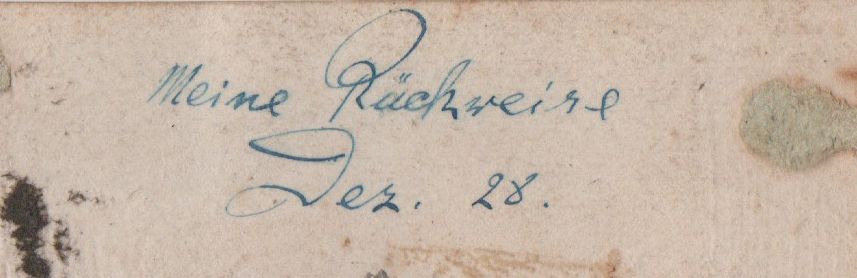 Meine Rückreise
Dez. 28.